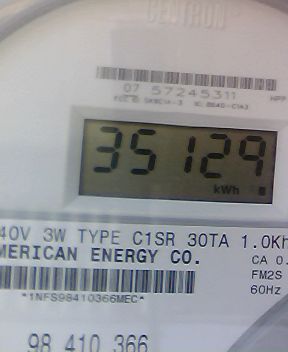 CENTRON
07 57245311
35129
kWh
40V 3W TYPE C1SR 30TA 1.0Kh
MERICAN ENERGY CO.
CA 0.
FM2S
*1NFS98410366MEC*
60Hz
98 410 366